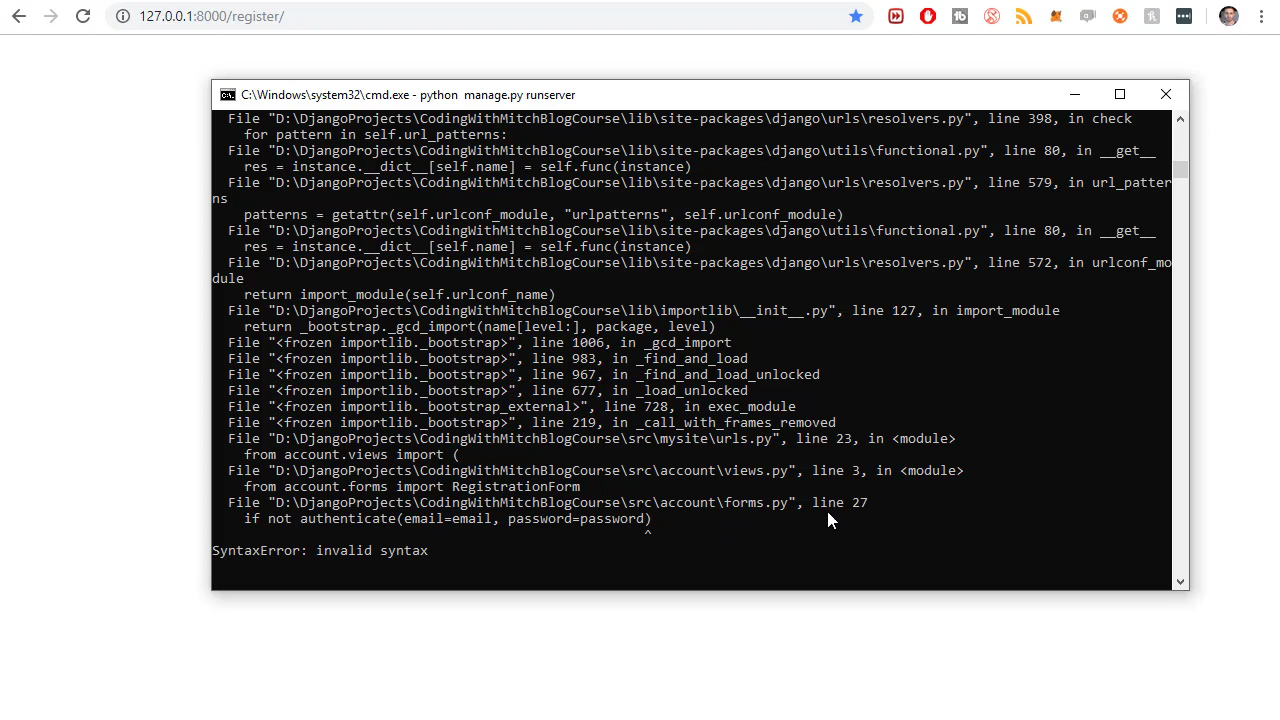 127.0.0.1:8000/register/
C:\Windows\system32\cmd.exe - python  manage.py runserver
File "D:\DjangoProjects\CodingWithMitchBlogCourse\lib\site-packages\django\urls\resolvers.py", line 398, in check
for pattern in self.url_patterns:
File "D:\DjangoProjects\CodingWithMitchBlogCourse\lib\site-packages\django\utils\functional.py", line 80, in __get__
res = instance.__dict__[self.name] = self.func(instance)
File "D:\DjangoProjects\CodingWithMitchBlogCourse\lib\site-packages\django\urls\resolvers.py", line 579, in url_patter
ns
patterns = getattr(self.urlconf_module, "urlpatterns", self.urlconf_module)
File "D:\DjangoProjects\CodingWithMitchBlogCourse\lib\site-packages\django\utils\functional.py", line 80, in __get__
res = instance.__dict__[self.name] = self.func(instance)
File "D:\DjangoProjects\CodingWithMitchBlogCourse\lib\site-packages\django\urls\resolvers.py", line 572, in urlconf_mo
dule
return import_module(self.urlconf_name)
File "D:\DjangoProjects\CodingWithMitchBlogCourse\lib\importlib\__init__.py", line 127, in import_module
return _bootstrap._gcd_import(name[level:], package, level)
File "<frozen importlib._bootstrap>", line 1006, in _gcd_import
File "<frozen importlib._bootstrap>", line 983, in _find_and_load
File "<frozen importlib._bootstrap>", line 967, in _find_and_load_unlocked
File "<frozen importlib._bootstrap>", line 677, in _load_unlocked
File "<frozen importlib._bootstrap_external>", line 728, in exec_module
File "<frozen importlib._bootstrap>", line 219, in _call_with_frames_removed
File "D:\DjangoProjects\CodingWithMitchBlogCourse\src\mysite\urls.py", line 23, in <module>
from account.views import (
File "D:\DjangoProjects\CodingWithMitchBlogCourse\src\account\views.py", line 3, in <module>
from account.forms import RegistrationForm
File "D:\DjangoProjects\CodingWithMitchBlogCourse\src\account\forms.py", line 27
if not authenticate(email=email, password=password)
^
SyntaxError: invalid syntax